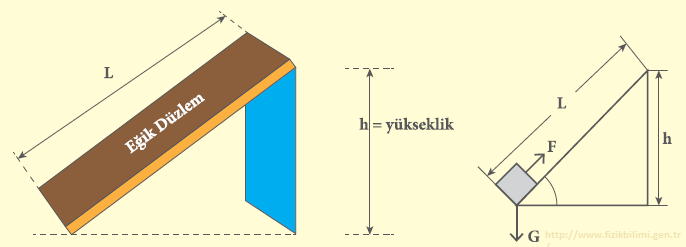 L
Eğik Düzlem
h = yükseklik
L
F
h
G
http://www.fizikbilimi.gen.tr
/